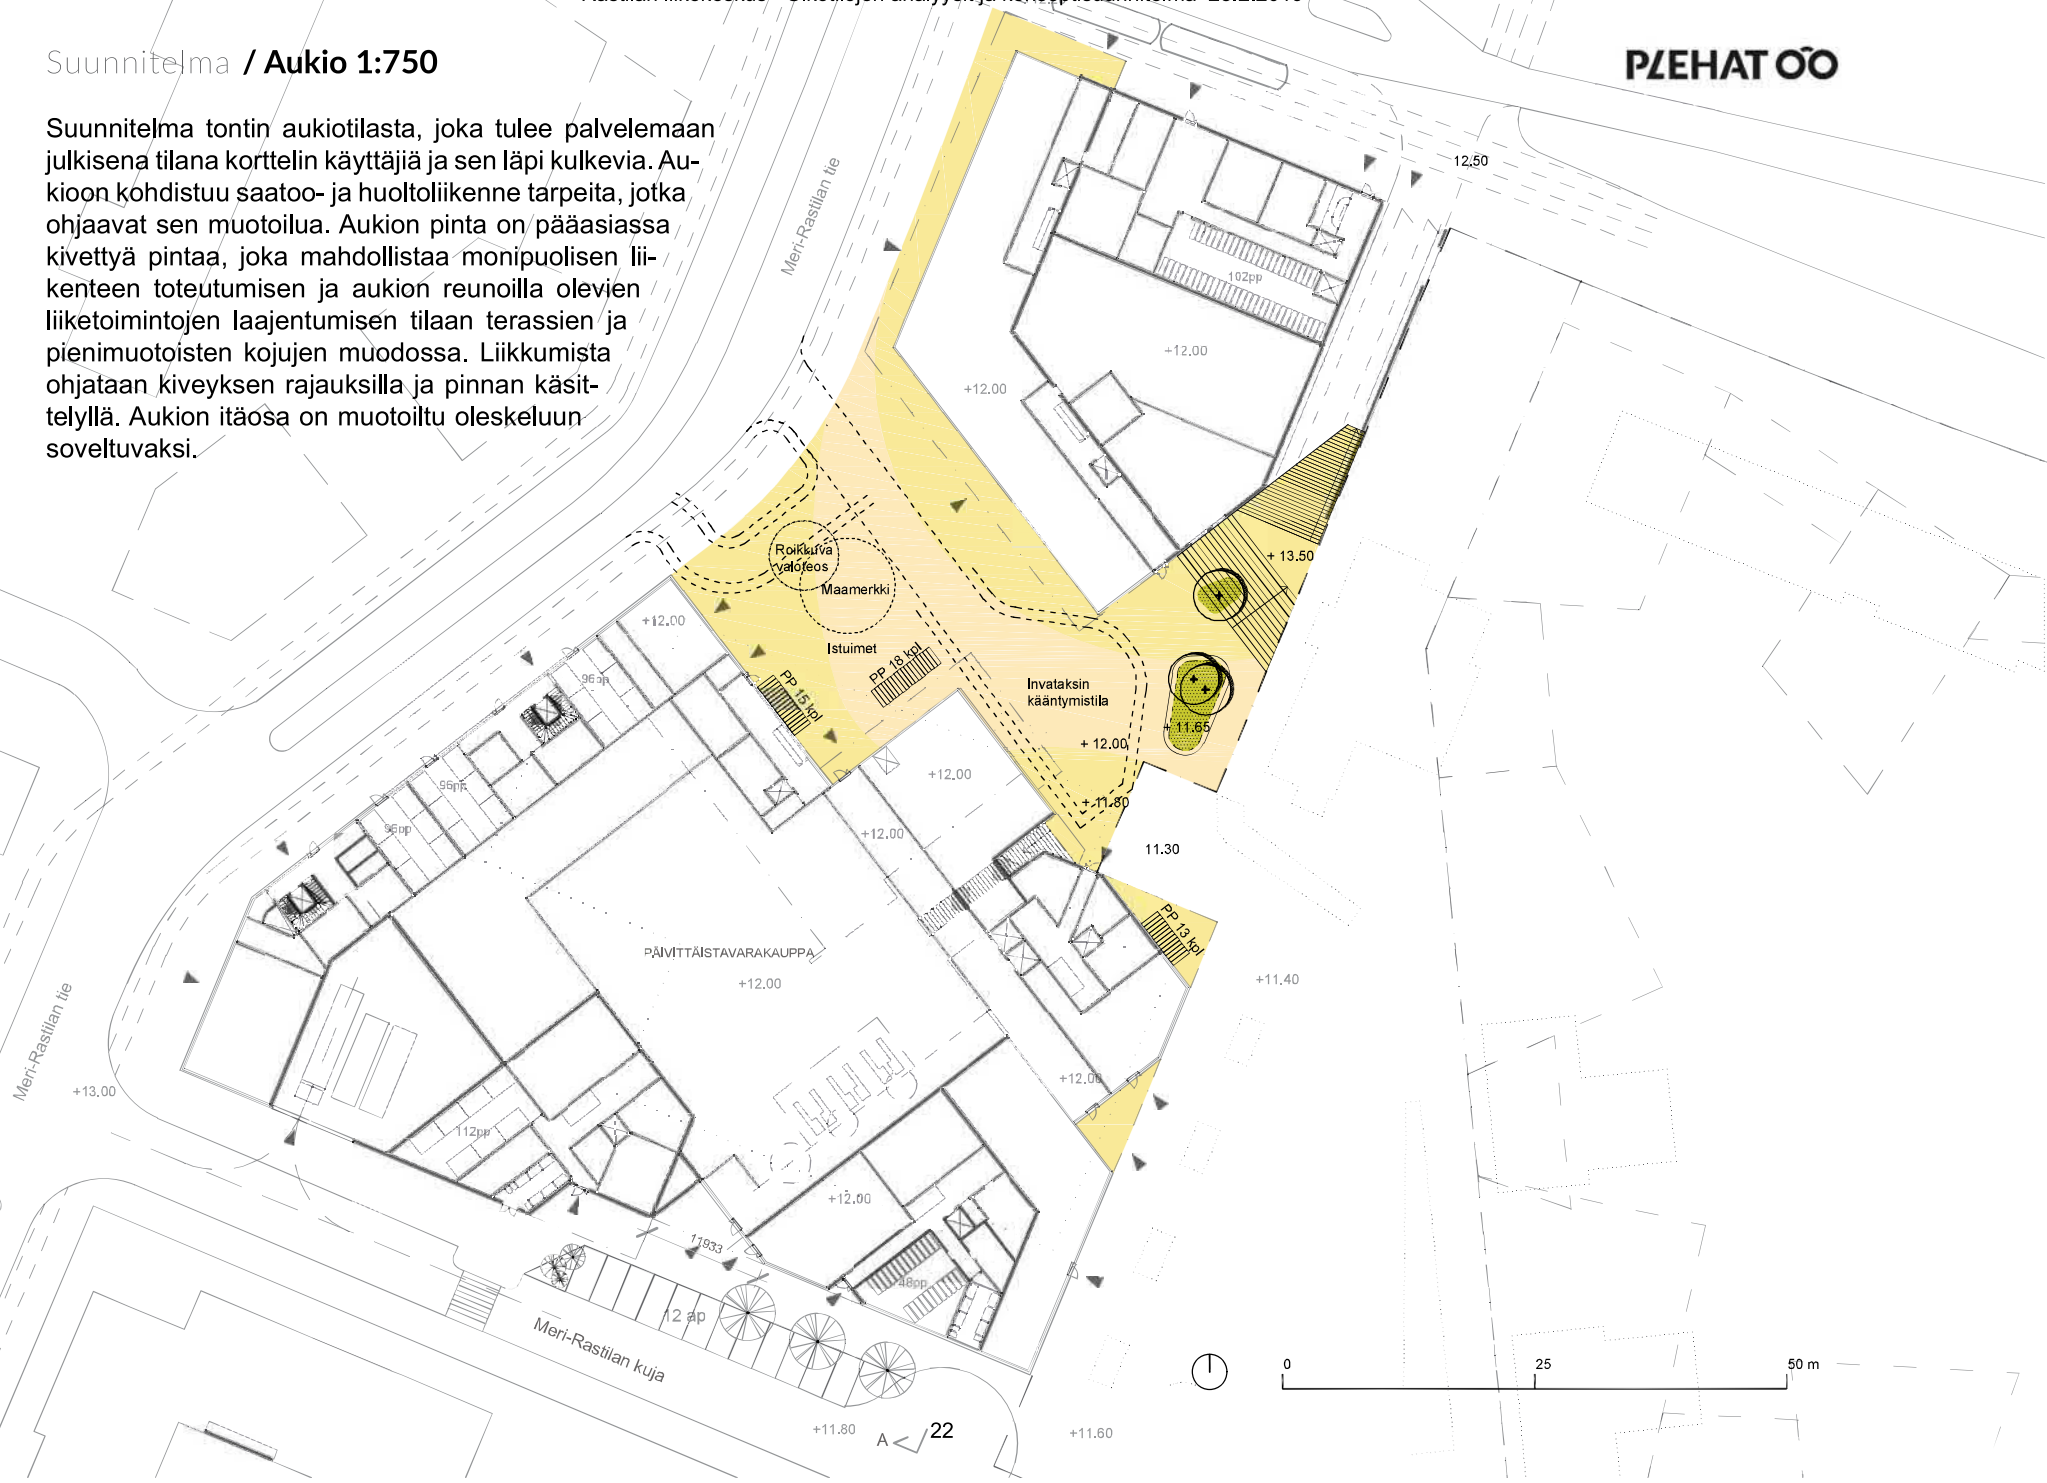 Suunnitelma / Aukio 1:750
PLEHAT OO
Suunnitelma tontin aukiotilasta, joka tulee palvelemaan
julkisena tilana korttelin käyttäjiä ja sen läpi kulkevia. Au-
kioon kohdistuu saatoo- ja huoltoliikenne tarpeita, jotka
ohjaavat sen muotoilua. Aukion pinta on pääasiassa
kivettyä pintaa, joka mahdollistaa monipuolisen lii-
kenteen toteutumisen ja aukion reunoilla olevien
liiketoimintojen laajentumisen tilaan terassien ja
pienimuotoisten kojujen muodossa. Liikkumista
ohjataan kiveyksen rajauksilla ja pinnan käsit-
telyllä. Aukion itäosa on muotoiltu oleskeluun
soveltuvaksi.
Meri-Rastilan tie
12.50
102pp
+12.00
+12.00
+ 13.50
Roikkuva
valoteos
Maamerkki
+12.00
Istuimet
PP 18 kpl
PP 15 kpl
96pp
Invataksin
kääntymistila
+ 11.65
+ 12.00
+12.00
96pp
+ 11.80
96pp
+12.00
11.30
PP 13 kpl
PÄIVITTÄISTAVARAKAUPPA
+12.00
+11.40
Meri-Rastilan tie
+13.00
+12.00
112pp
+12.00
11933
48pp
12 ap
Meri-Rastilan kuja
0
25
50 m
+11.80
A
22
+11.60